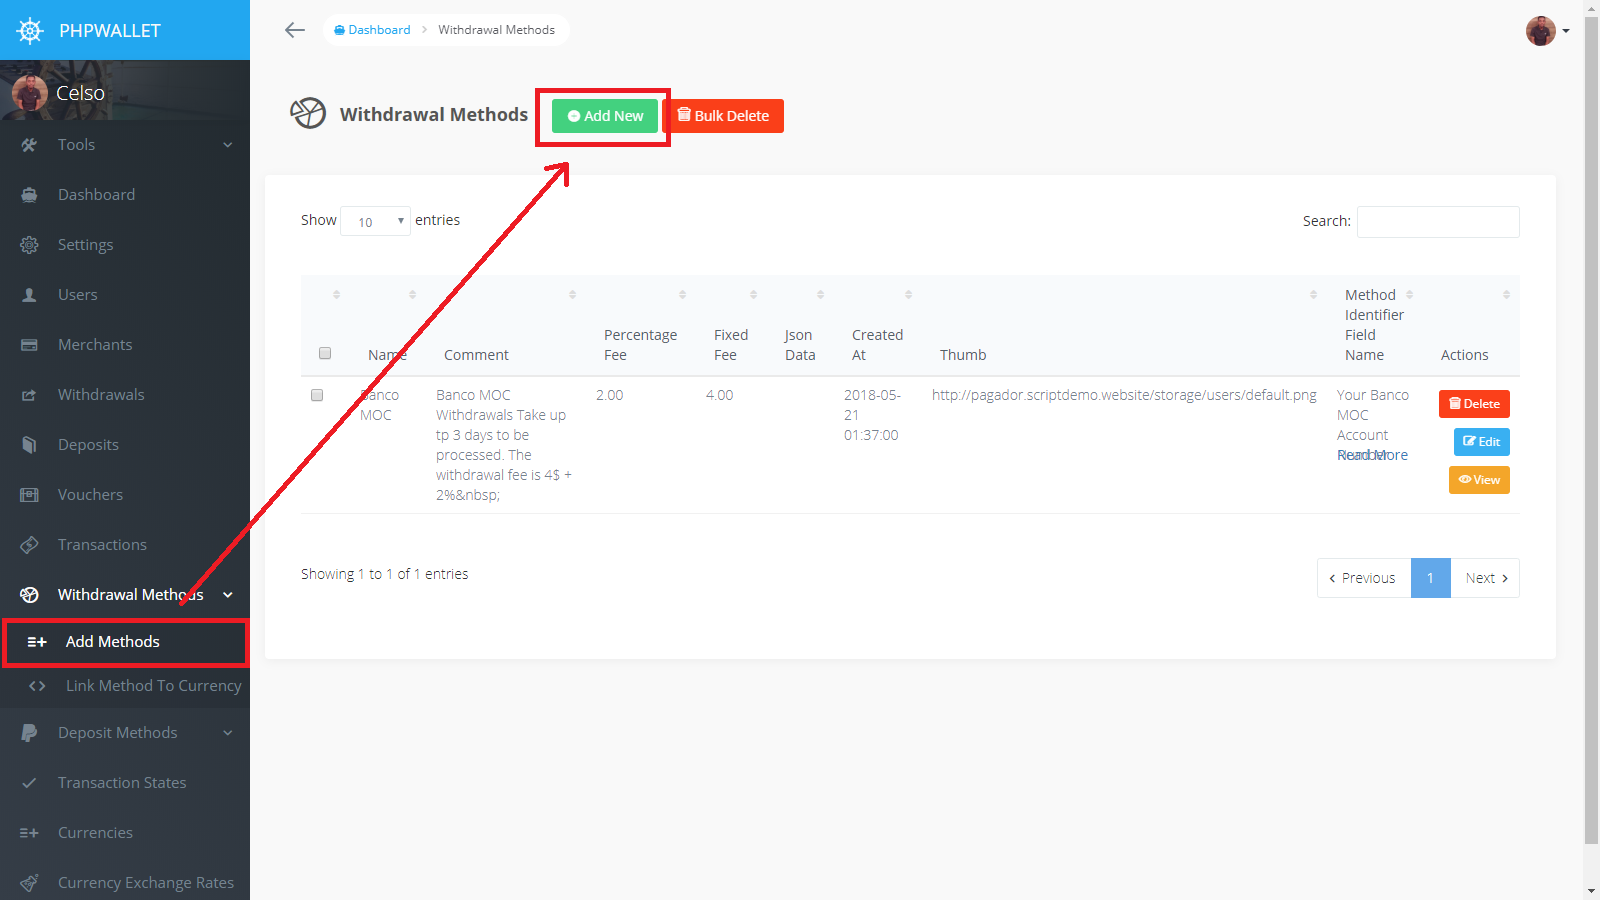 PHPWALLET
Celso
Tools
Dashboard
Settings
Users
Merchants
Withdrawals
Deposits
Vouchers
Transactions
Withdrawal Methods
Add Methods
Link Method To Currency
Deposit Methods
Transaction States
Currencies
Currency Exchange Rates
Dashboard > Withdrawal Methods
Withdrawal Methods
Add New
Bulk Delete
Show 10 entries
Search:
Name
Comment
Percentage
Fee
Fixed
Fee
Json
Data
Created
At
Thumb
Method
Identifier
Field
Name
Actions
Banco
MOC
Banco MOC
Withdrawals Take up
tp 3 days to be
processed. The
withdrawal fee is 4$ +
2%&nbsp;
2.00
4.00
2018-05-
21
01:37:00
http://pagador.scriptdemo.website/storage/users/default.png
Your Banco
MOC
Account
Number
Read More
Delete
Edit
View
Showing 1 to 1 of 1 entries
‹ Previous
1
Next ›